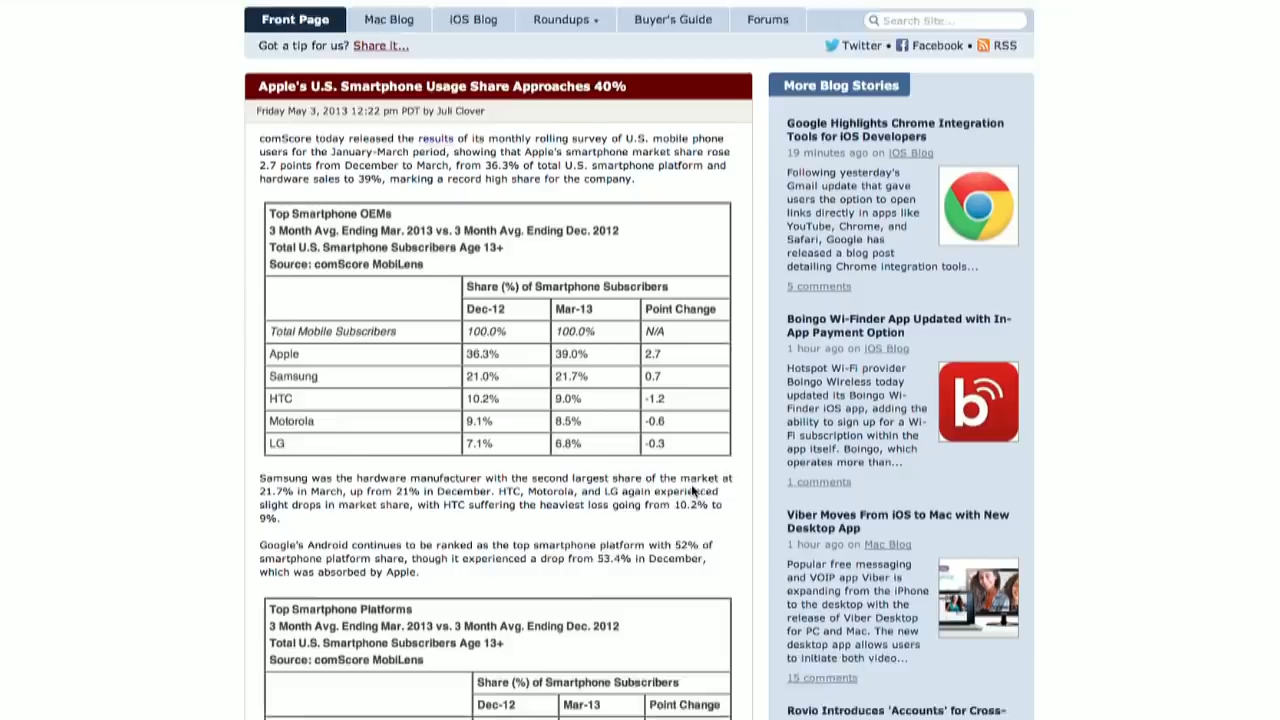 Front Page
Mac Blog
iOS Blog
Roundups
Buyer's Guide
Forums
Search Site...
Got a tip for us? Share it...
Twitter • Facebook • RSS
Apple's U.S. Smartphone Usage Share Approaches 40%
Friday May 3, 2013 12:22 pm PDT by Juli Clover
comScore today released the results of its monthly rolling survey of U.S. mobile phone
users for the January-March period, showing that Apple's smartphone market share rose
2.7 points from December to March, from 36.3% of total U.S. smartphone platform and
hardware sales to 39%, marking a record high share for the company.
Top Smartphone OEMs
3 Month Avg. Ending Mar. 2013 vs. 3 Month Avg. Ending Dec. 2012
Total U.S. Smartphone Subscribers Age 13+
Source: comScore MobiLens
Share (%) of Smartphone Subscribers
Dec-12 Mar-13 Point Change
Total Mobile Subscribers 100.0% 100.0% N/A
Apple 36.3% 39.0% 2.7
Samsung 21.0% 21.7% 0.7
HTC 10.2% 9.0% -1.2
Motorola 9.1% 8.5% -0.6
LG 7.1% 6.8% -0.3
Samsung was the hardware manufacturer with the second largest share of the market at
21.7% in March, up from 21% in December. HTC, Motorola, and LG again experienced
slight drops in market share, with HTC suffering the heaviest loss going from 10.2% to
9%.
Google's Android continues to be ranked as the top smartphone platform with 52% of
smartphone platform share, though it experienced a drop from 53.4% in December,
which was absorbed by Apple.
Top Smartphone Platforms
3 Month Avg. Ending Mar. 2013 vs. 3 Month Avg. Ending Dec. 2012
Total U.S. Smartphone Subscribers Age 13+
Source: comScore MobiLens
Share (%) of Smartphone Subscribers
Dec-12 Mar-13 Point Change
More Blog Stories
Google Highlights Chrome Integration
Tools for iOS Developers
19 minutes ago on iOS Blog
Following yesterday's
Gmail update that gave
users the option to open
links directly in apps like
YouTube, Chrome, and
Safari, Google has
released a blog post
detailing Chrome integration tools...
5 comments
Boingo Wi-Finder App Updated with In-
App Payment Option
1 hour ago on iOS Blog
Hotspot Wi-Fi provider
Boingo Wireless today
updated its Boingo Wi-
Finder iOS app, adding the
ability to sign up for a Wi-
Fi subscription within the
app itself. Boingo, which
operates more than...
b
1 comments
Viber Moves From iOS to Mac with New
Desktop App
1 hour ago on Mac Blog
Popular free messaging
and VOIP app Viber is
expanding from the iPhone
to the desktop with the
release of Viber Desktop
for PC and Mac. The new
desktop app allows users
to initiate both video...
15 comments
Rovio Introduces 'Accounts' for Cross-